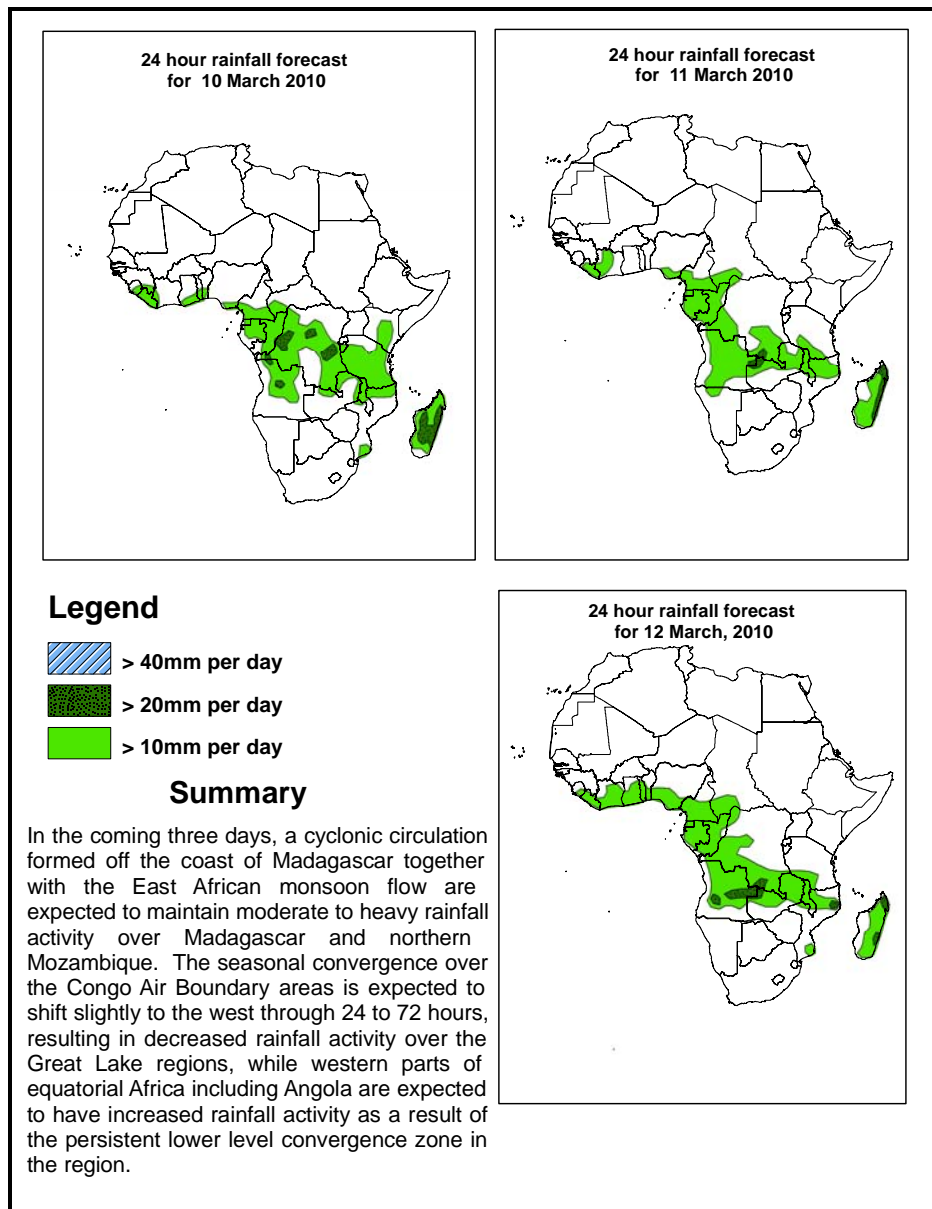 24 hour rainfall forecast
for 10 March 2010
24 hour rainfall forecast
for 11 March 2010
Legend
> 40mm per day
> 20mm per day
> 10mm per day
24 hour rainfall forecast
for 12 March, 2010
Summary
In the coming three days, a cyclonic circulation
formed off the coast of Madagascar together
with the East African monsoon flow are
expected to maintain moderate to heavy rainfall
activity over Madagascar and northern
Mozambique. The seasonal convergence over
the Congo Air Boundary areas is expected to
shift slightly to the west through 24 to 72 hours,
resulting in decreased rainfall activity over the
Great Lake regions, while western parts of
equatorial Africa including Angola are expected
to have increased rainfall activity as a result of
the persistent lower level convergence zone in
the region.